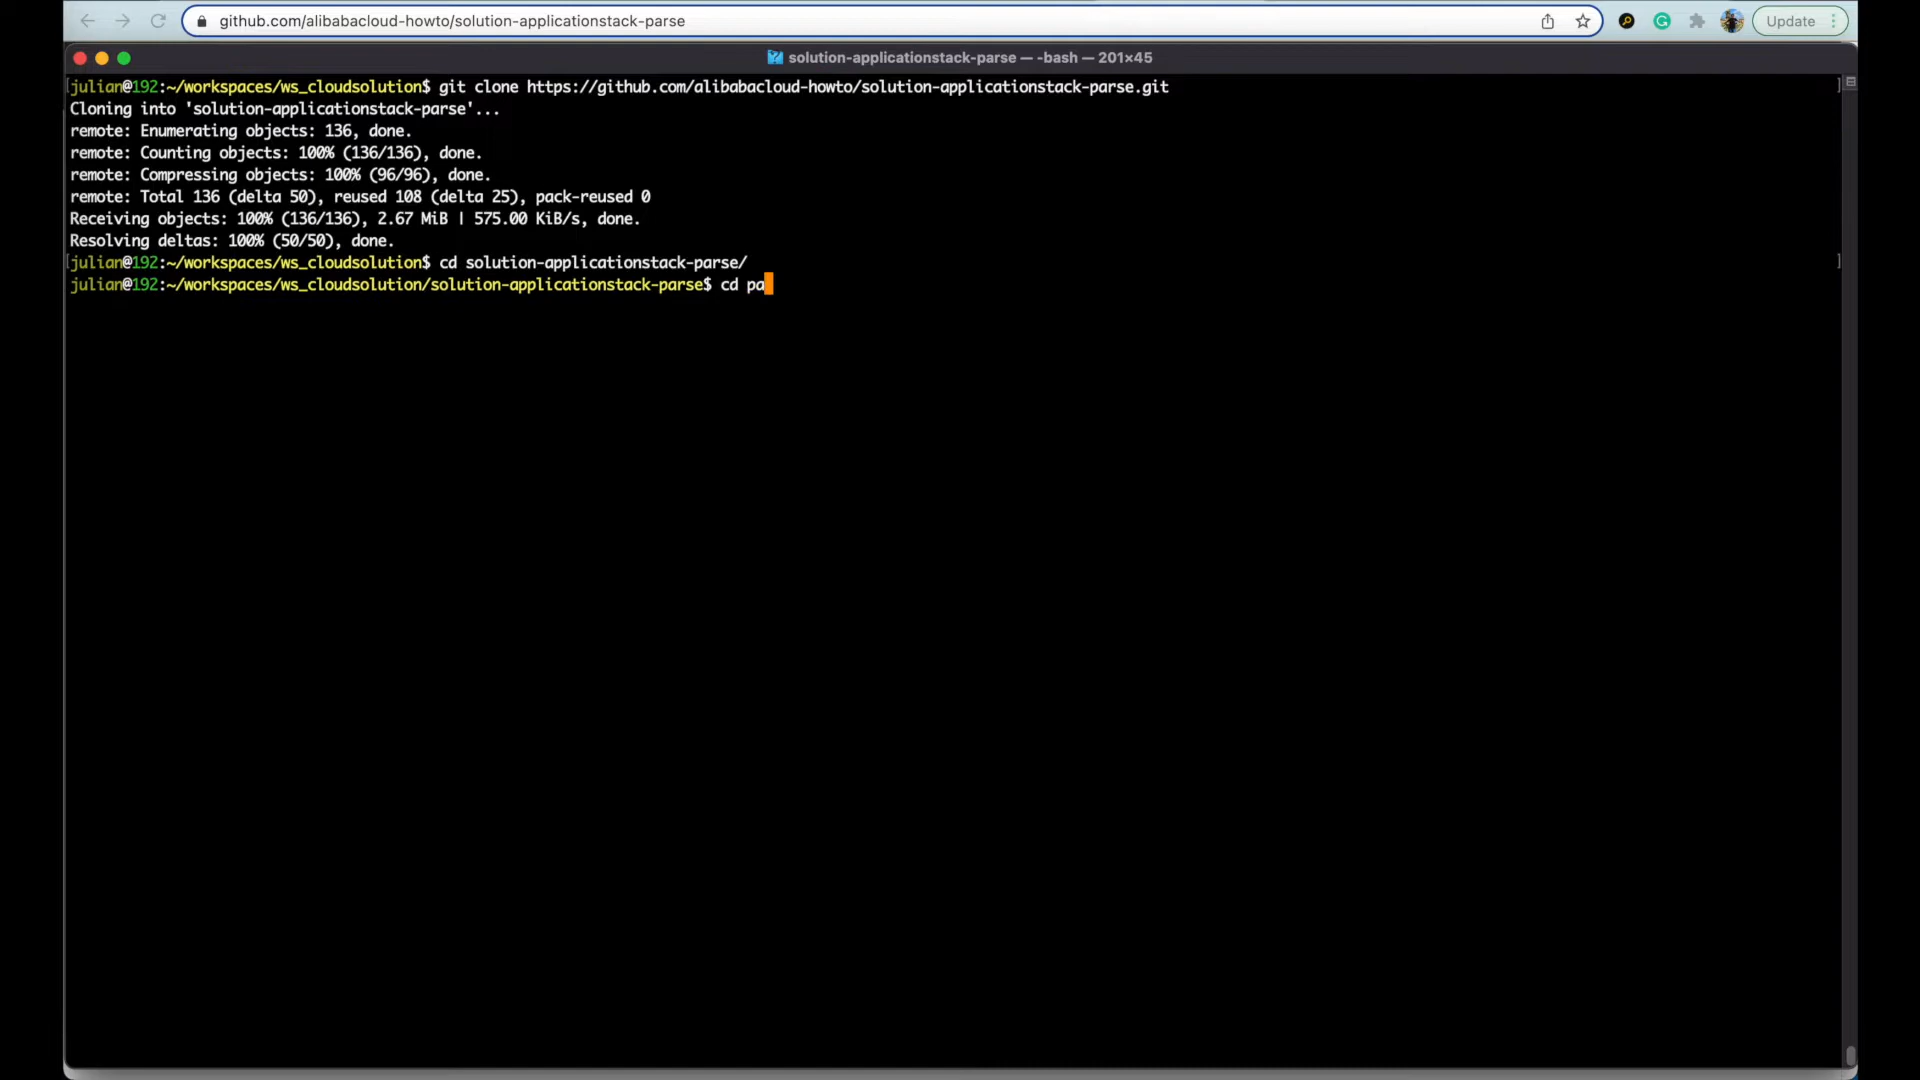 github.com/alibabacloud-howto/solution-applicationstack-parse
Update
solution-applicationstack-parse — -bash — 201×45
julian@192:~/workspaces/ws_cloudsolution$ git clone https://github.com/alibabacloud-howto/solution-applicationstack-parse.git
Cloning into 'solution-applicationstack-parse'...
remote: Enumerating objects: 136, done.
remote: Counting objects: 100% (136/136), done.
remote: Compressing objects: 100% (96/96), done.
remote: Total 136 (delta 50), reused 108 (delta 25), pack-reused 0
Receiving objects: 100% (136/136), 2.67 MiB | 575.00 KiB/s, done.
Resolving deltas: 100% (50/50), done.
julian@192:~/workspaces/ws_cloudsolution$ cd solution-applicationstack-parse/
julian@192:~/workspaces/ws_cloudsolution/solution-applicationstack-parse$ cd pa